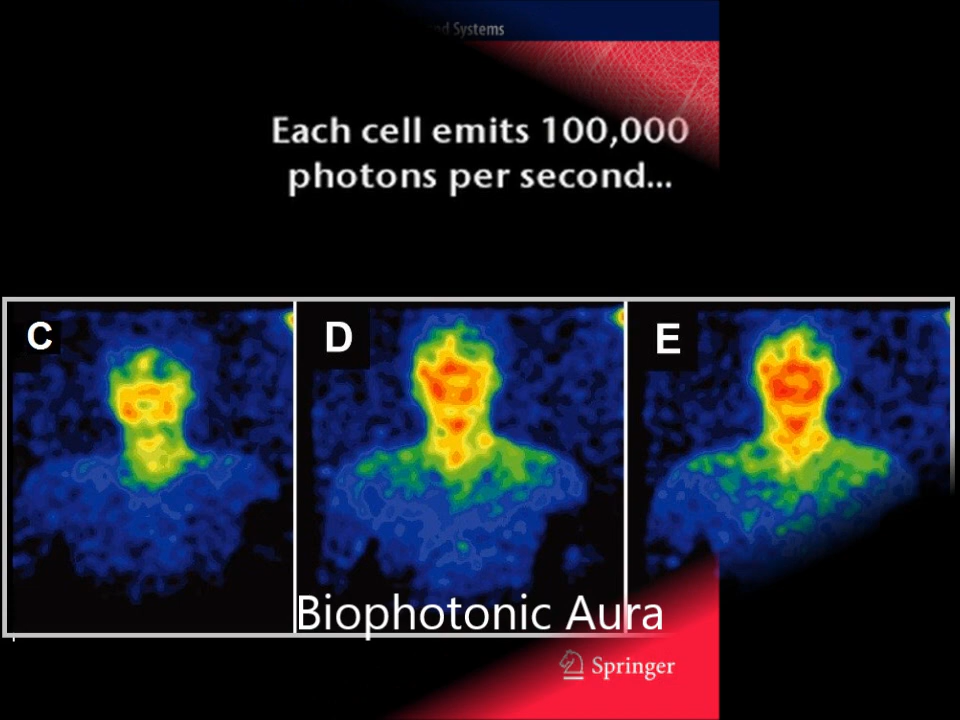 Systems
Each cell emits 100,000
photons per second...
C
D
E
Biophotonic Aura
Springer